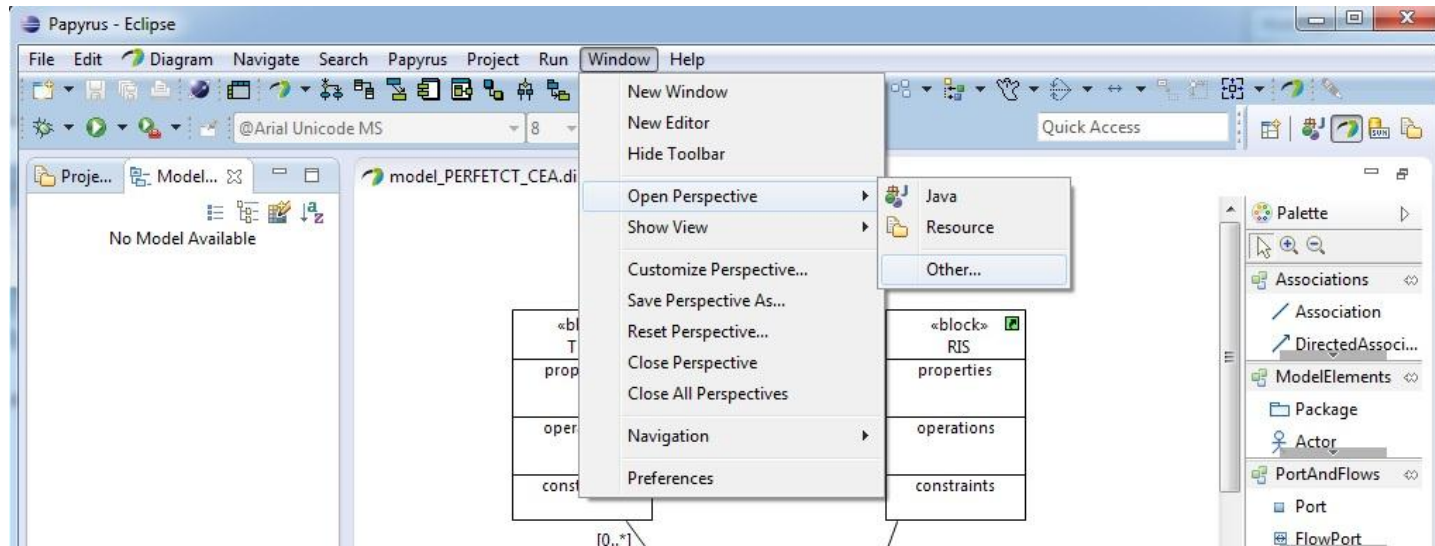 Papyrus - Eclipse
File Edit Diagram Navigate Search Papyrus Project Run Window Help
@Arial Unicode MS 8 Quick Access
Proje... Model... model_PERFETCT_CEA.di
No Model Available
New Window
New Editor
Hide Toolbar
Open Perspective
Show View
Customize Perspective...
Save Perspective As...
Reset Perspective...
Close Perspective
Close All Perspectives
Navigation
Preferences
Java
Resource
Other...
«bl
T
prop
oper
const
[0..*]
«block»
RIS
properties
operations
constraints
Palette
Associations
Association
DirectedAssoci...
ModelElements
Package
Actor
PortAndFlows
Port
FlowPort